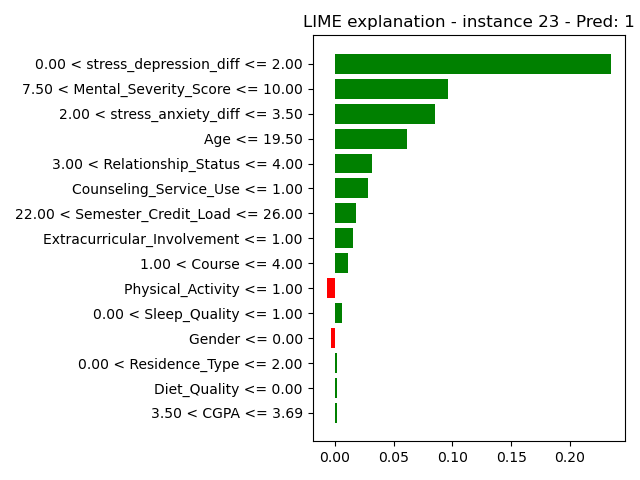 LIME explanation - instance 23 - Pred: 1
0.00 < stress_depression_diff <= 2.00
7.50 < Mental_Severity_Score <= 10.00
2.00 < stress_anxiety_diff <= 3.50
Age <= 19.50
3.00 < Relationship_Status <= 4.00
Counseling_Service_Use <= 1.00
22.00 < Semester_Credit_Load <= 26.00
Extracurricular_Involvement <= 1.00
1.00 < Course <= 4.00
Physical_Activity <= 1.00
0.00 < Sleep_Quality <= 1.00
Gender <= 0.00
0.00 < Residence_Type <= 2.00
Diet_Quality <= 0.00
3.50 < CGPA <= 3.69
0.00 0.05 0.10 0.15 0.20